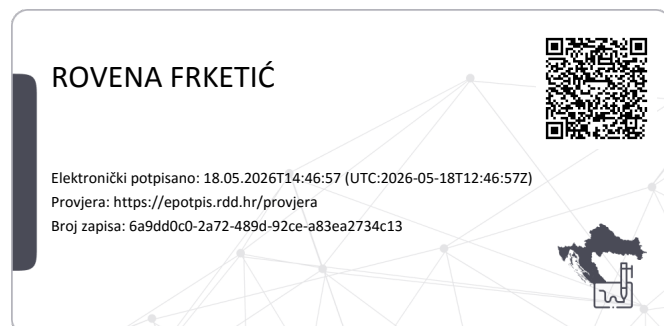 ROVENA FRKETIĆ
Elektronički potpisano: 18.05.2026T14:46:57 (UTC:2026-05-18T12:46:57Z)
Provjera: https://epotpis.rdd.hr/provjera
Broj zapisa: 6a9dd0c0-2a72-489d-92ce-a83ea2734c13